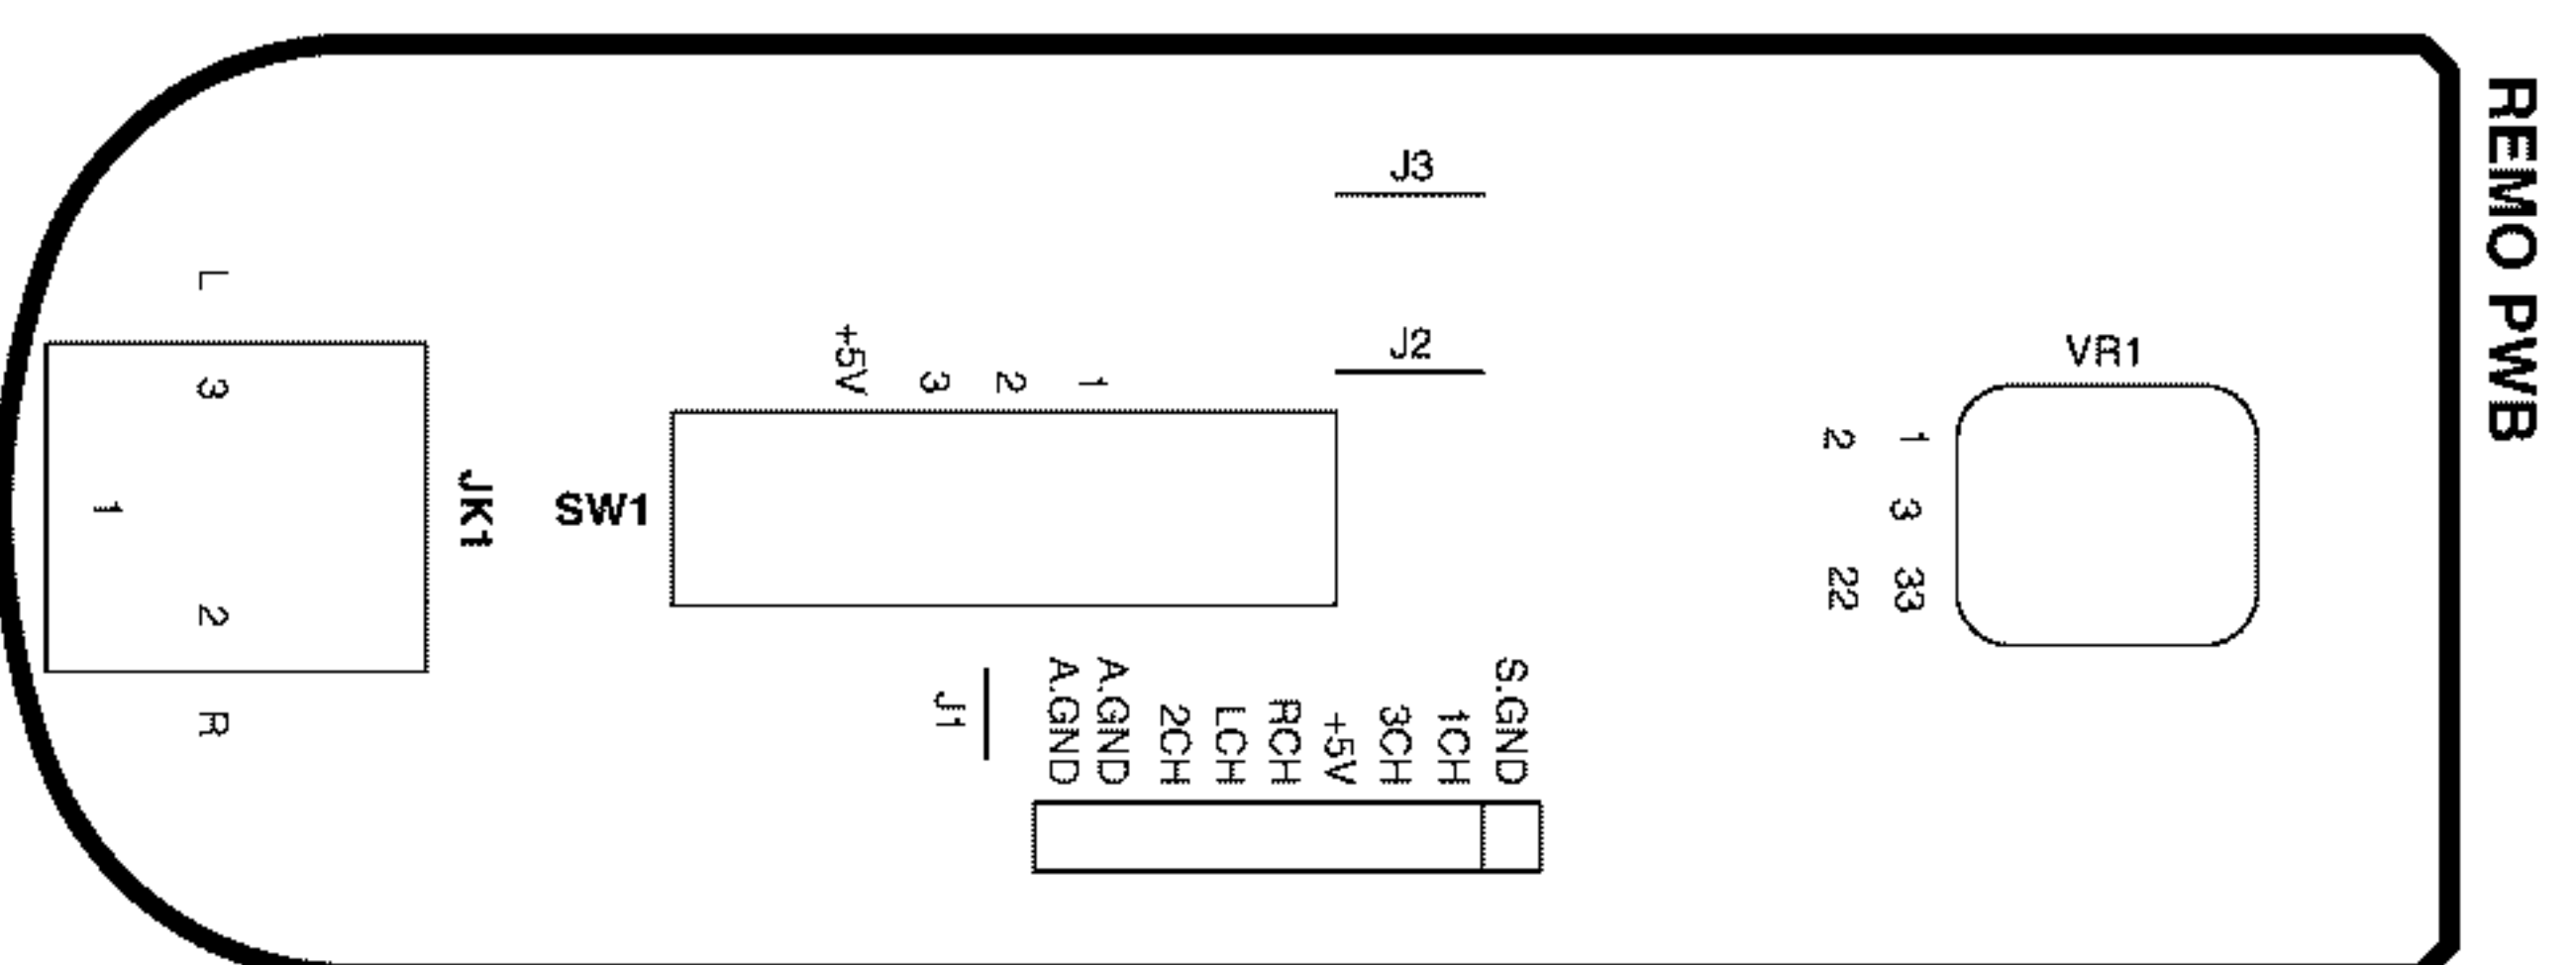 REMO PWB
J3
J2
VR1
L
3
1
2
R
JK1
SW1
+5V
3
2
1
2
1
3
22
33
J1
A.GND
A.GND
2CH
LCH
RCH
+5V
3CH
1CH
S.GND